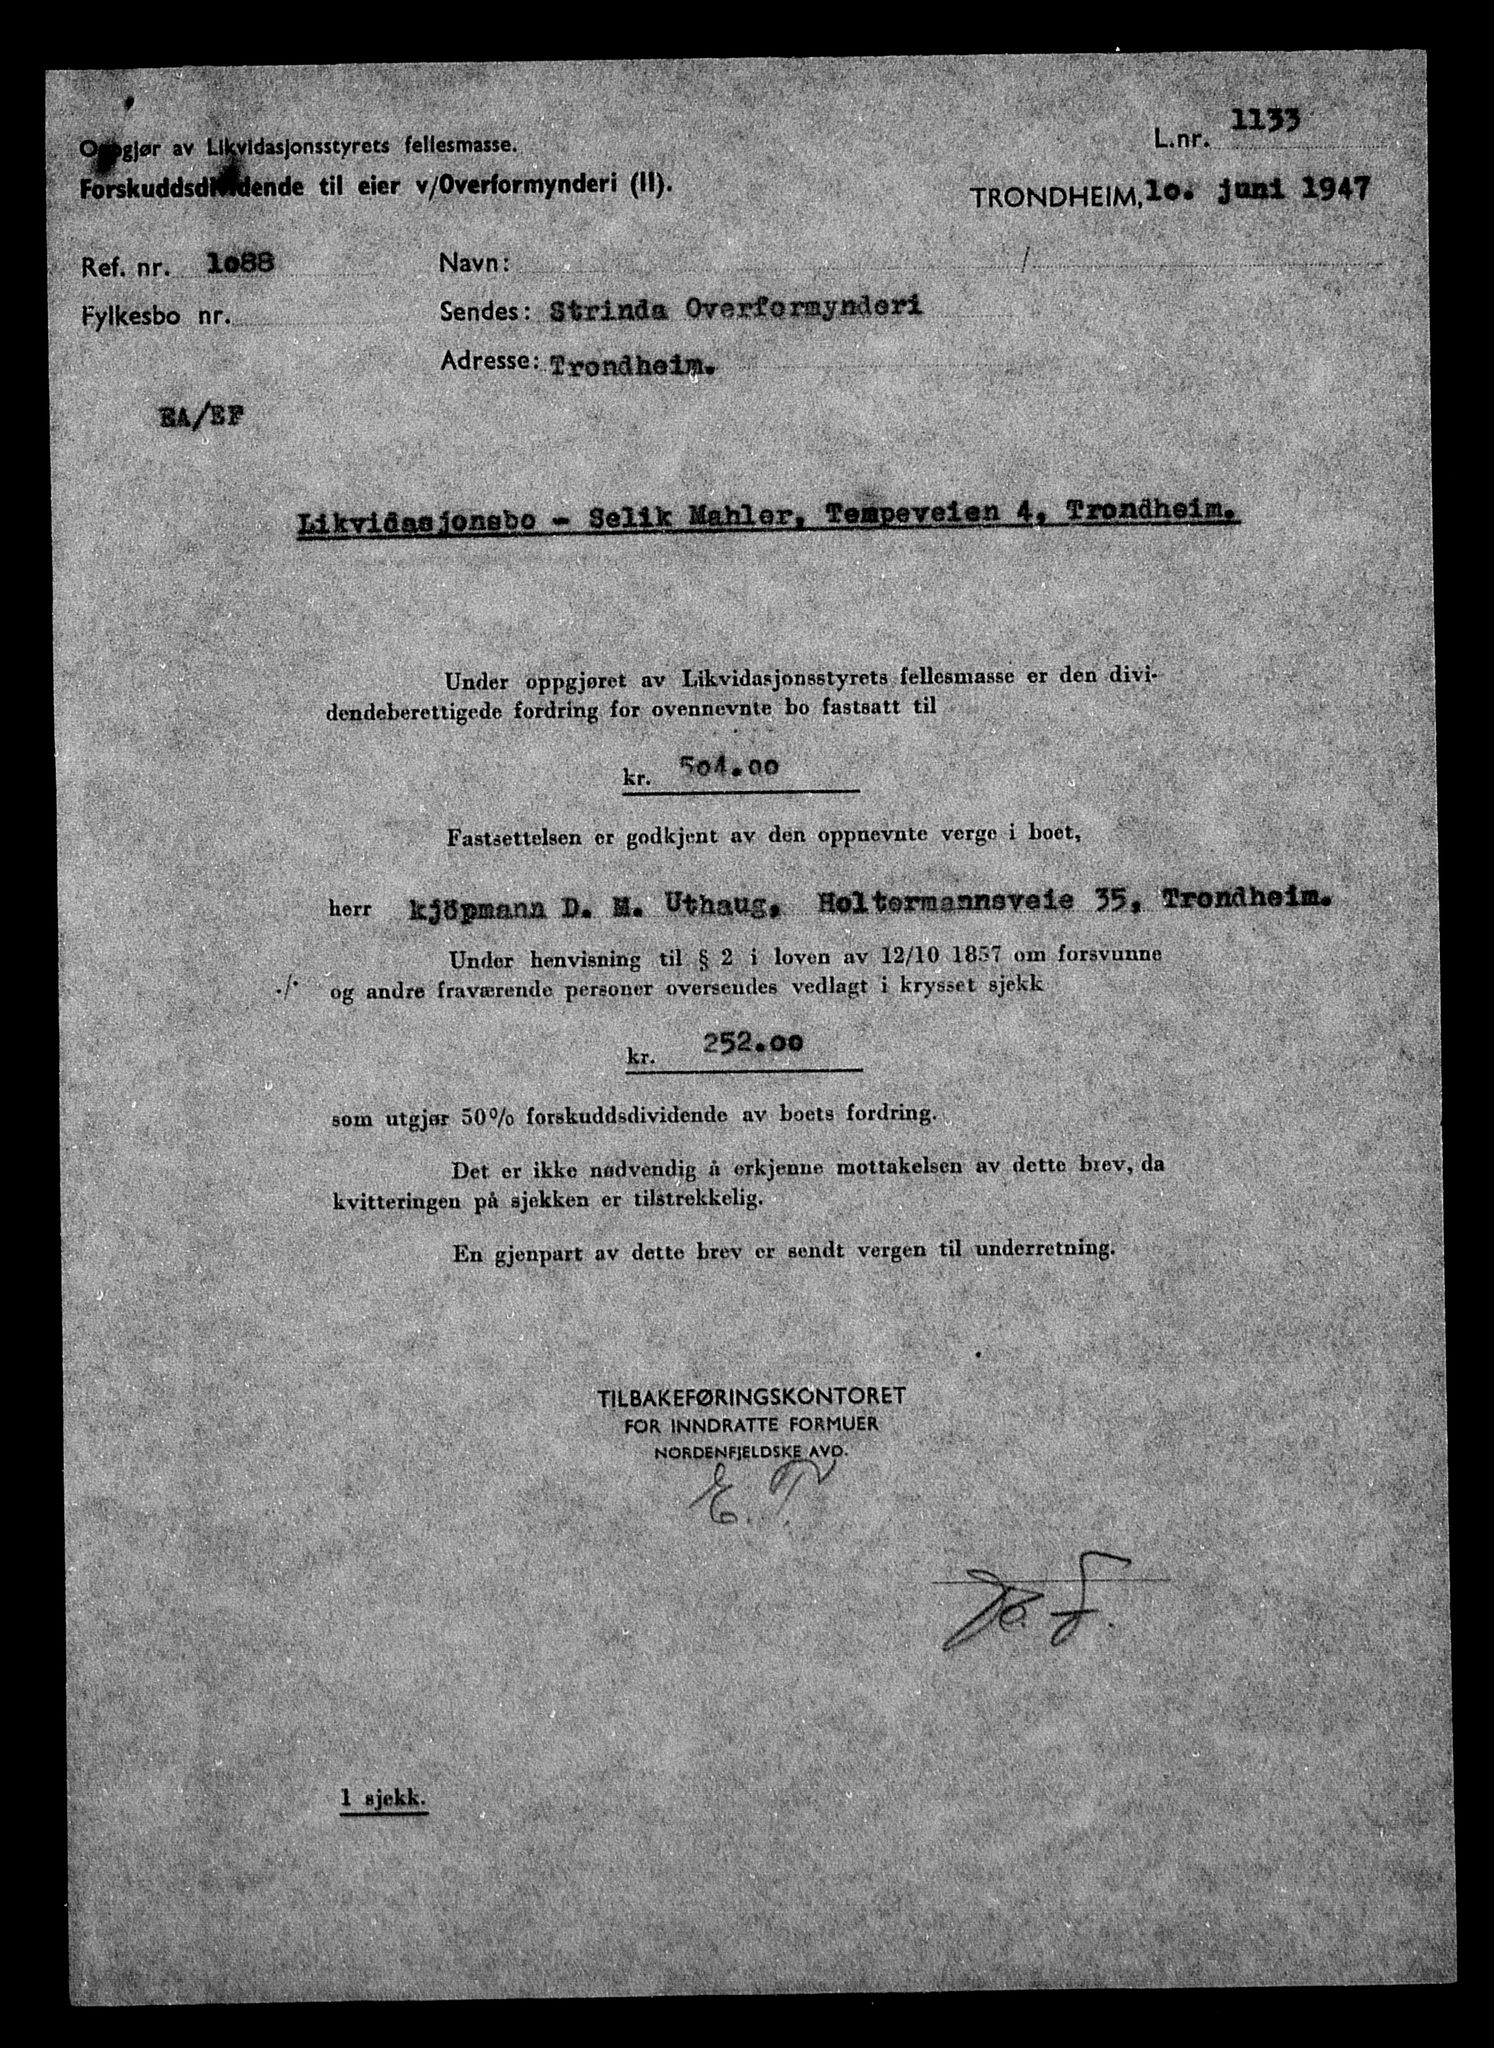 L.nr. 1133
Oppgjør av Likvidasjonsstyrets fellesmasse.
Forskuddsdividende til eier v/Overformynderi (II).
TRONDHEIM, 10. juni 1947
Ref. nr. 1088
Navn: /
Fylkesbo nr.
Sendes: Strinda Overformynderi
Adresse: Trondheim.
EA/EF
Likvidasjonsbo - Selik Mahler, Tempeveien 4, Trondheim.
Under oppgjøret av Likvidasjonsstyrets fellesmasse er den divi-
dendeberettigede fordring for ovennevnte bo fastsatt til
kr. 504.00
Fastsettelsen er godkjent av den oppnevnte verge i boet,
herr kjöpmann D. M. Uthaug, Holtermannsveie 35, Trondheim.
Under henvisning til § 2 i loven av 12/10 1857 om forsvunne
./. og andre fraværende personer oversendes vedlagt i krysset sjekk
kr. 252.00
som utgjør 50% forskuddsdividende av boets fordring.
Det er ikke nødvendig å erkjenne mottakelsen av dette brev, da
kvitteringen på sjekken er tilstrekkelig.
En gjenpart av dette brev er sendt vergen til underretning.
TILBAKEFØRINGSKONTORET
FOR INNDRATTE FORMUER
NORDENFJELDSKE AVD.
E. T.
1 sjekk.